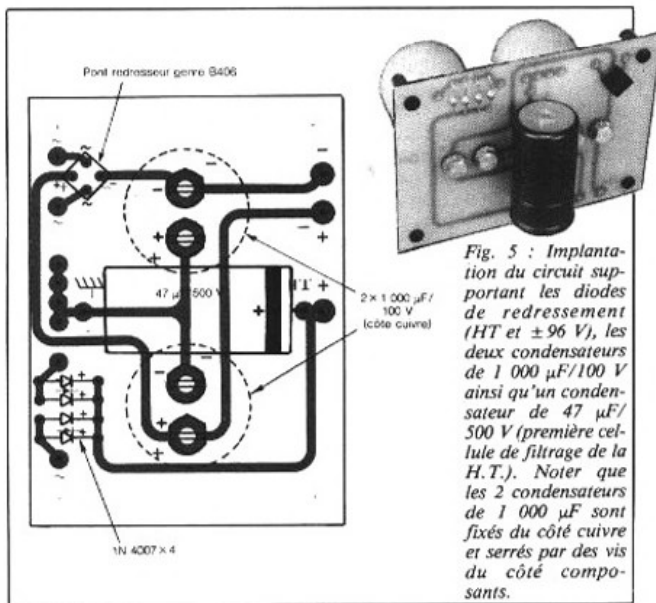 Pont redresseur genre B406
~
~
+
-
~
~
-
-
+
-
+
+
47 µF/500 V
HT
+
+
2 × 1 000 µF/
100 V
(côté cuivre)
-
-
+
+
~
+
+
+
+
~
1N 4007 × 4
Fig. 5 : Implanta-
tion du circuit sup-
portant les diodes
de redressement
(HT et ± 96 V), les
deux condensateurs
de 1 000 µF/100 V
ainsi qu'un conden-
sateur de 47 µF/
500 V (première cel-
lule de filtrage de la
H.T.). Noter que
les 2 condensateurs
de 1 000 µF sont
fixés du côté cuivre
et serrés par des vis
du côté compo-
sants.